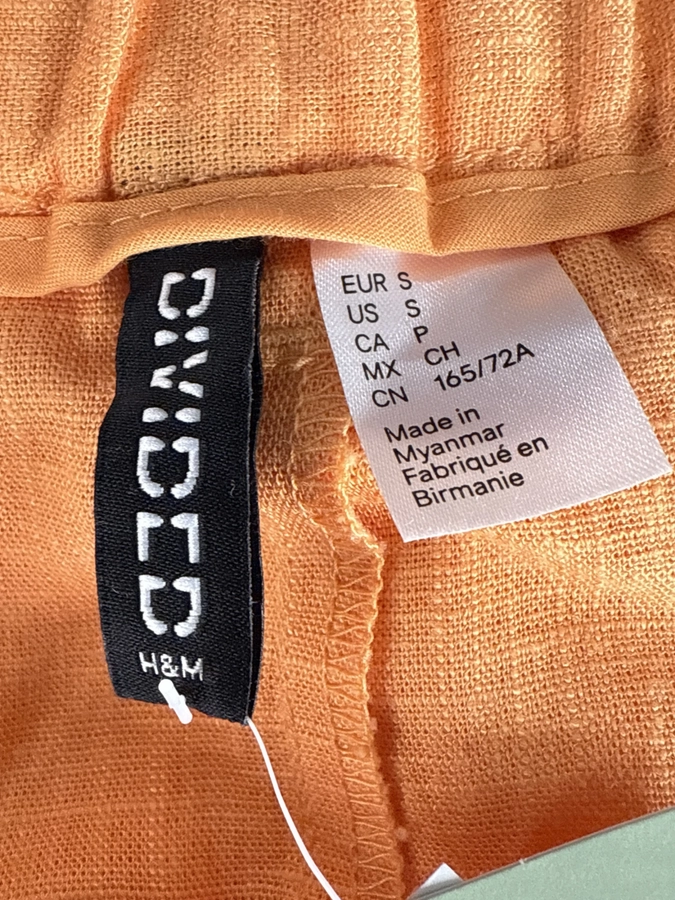 DIVIDED
H&M
EUR S
US S
CA P
MX CH
CN 165/72A
Made in
Myanmar
Fabriqué en
Birmanie